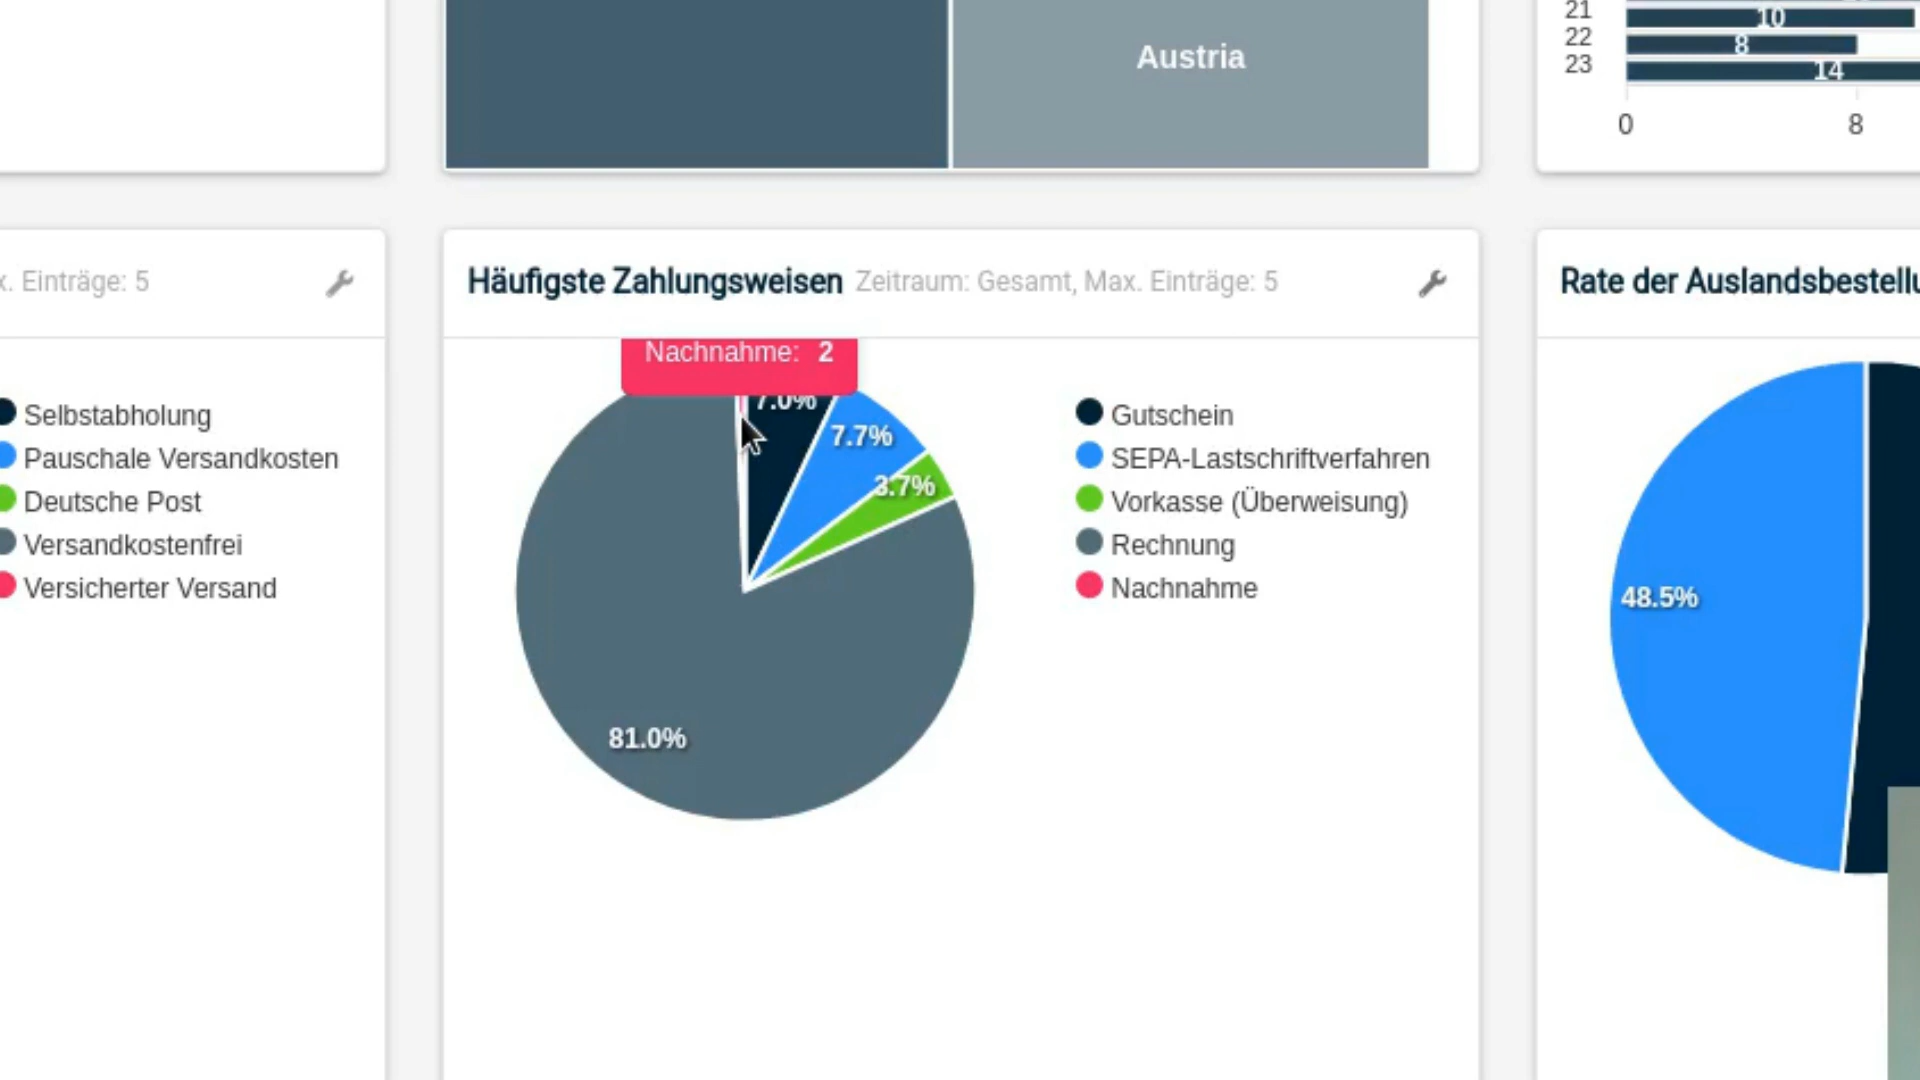 Austria
21
10
22
8
23
14
0
8
x. Einträge: 5
Häufigste Zahlungsweisen Zeitraum: Gesamt, Max. Einträge: 5
Rate der Auslandsbestellu
Selbstabholung
Pauschale Versandkosten
Deutsche Post
Versandkostenfrei
Versicherter Versand
Nachnahme: 2
7.0%
7.7%
3.7%
81.0%
Gutschein
SEPA-Lastschriftverfahren
Vorkasse (Überweisung)
Rechnung
Nachnahme
48.5%